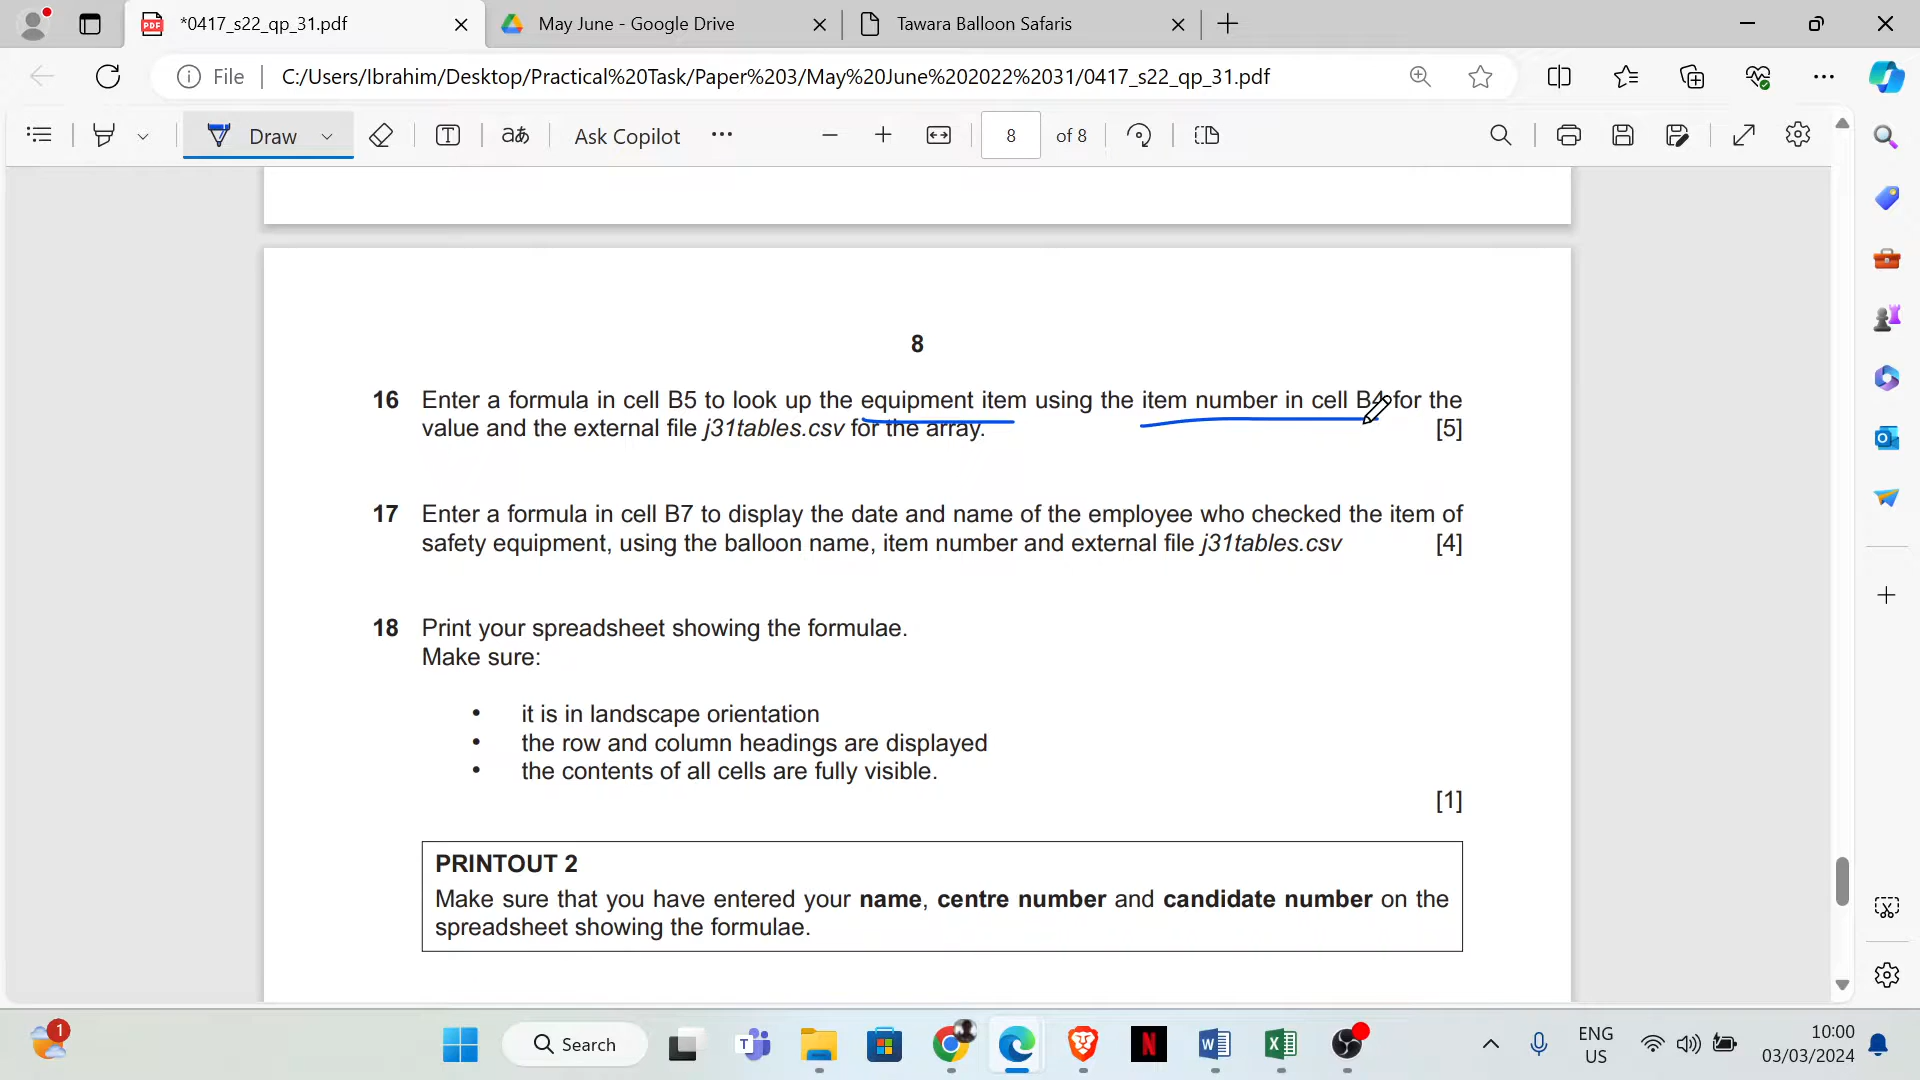 *0417_s22_qp_31.pdf
May June - Google Drive
Tawara Balloon Safaris
File
C:/Users/Ibrahim/Desktop/Practical%20Task/Paper%203/May%20June%202022%2031/0417_s22_qp_31.pdf
Draw
aあ
Ask Copilot
8
of 8
8
16 Enter a formula in cell B5 to look up the equipment item using the item number in cell B4 for the
value and the external file j31tables.csv for the array. [5]
17 Enter a formula in cell B7 to display the date and name of the employee who checked the item of
safety equipment, using the balloon name, item number and external file j31tables.csv [4]
18 Print your spreadsheet showing the formulae.
Make sure:
• it is in landscape orientation
• the row and column headings are displayed
• the contents of all cells are fully visible.
[1]
PRINTOUT 2
Make sure that you have entered your name, centre number and candidate number on the
spreadsheet showing the formulae.
1
Search
ENG
US
10:00
03/03/2024